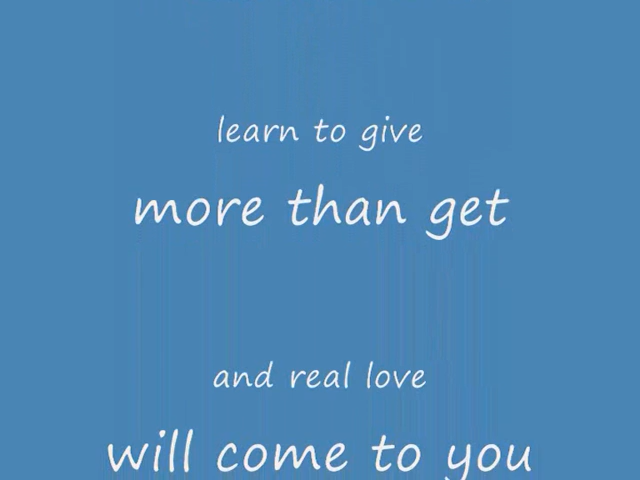 learn to give
more than get
and real love
will come to you